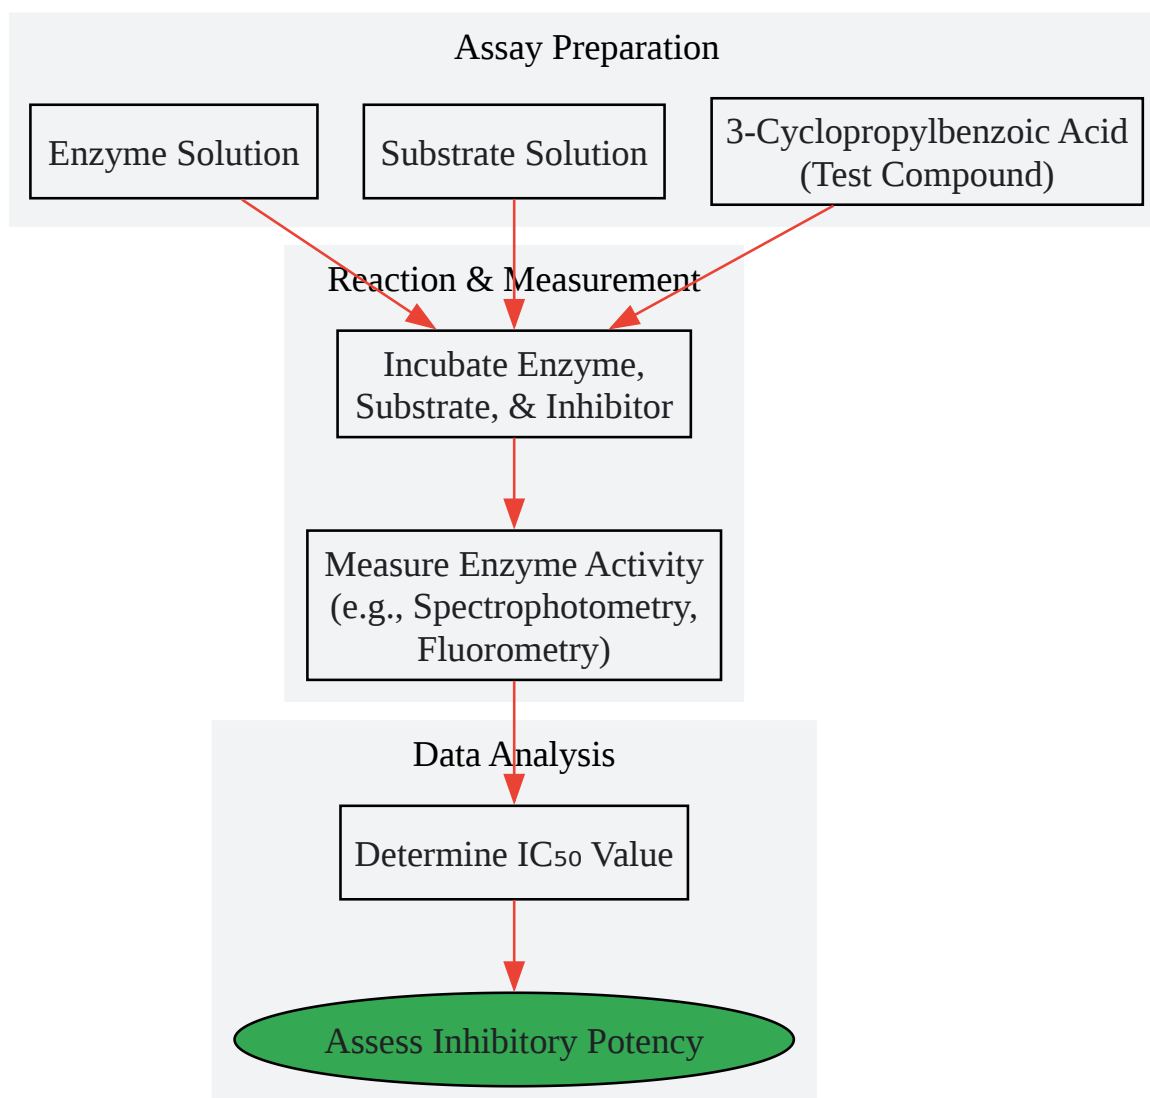 Assay Preparation
Enzyme Solution
Substrate Solution
3-Cyclopropylbenzoic Acid
(Test Compound)
Reaction & Measurement
Incubate Enzyme,
Substrate, & Inhibitor
Measure Enzyme Activity
(e.g., Spectrophotometry,
Fluorometry)
Data Analysis
Determine IC₅₀ Value
Assess Inhibitory Potency